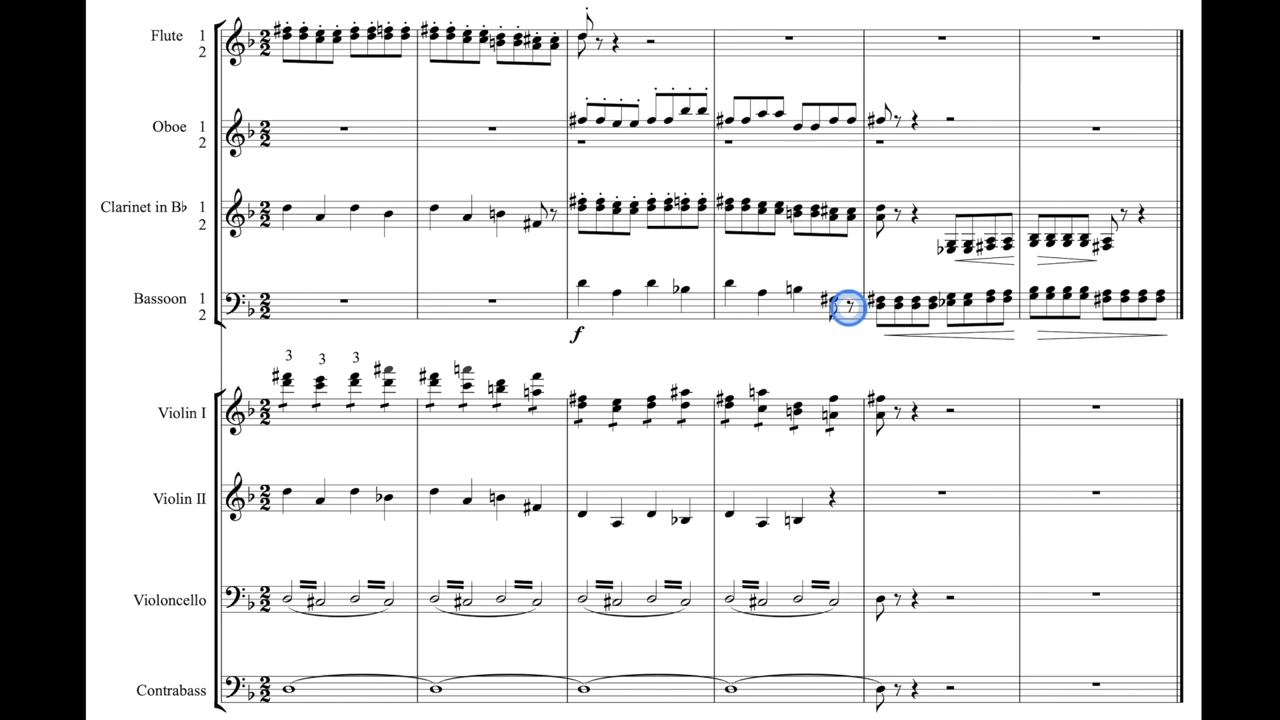 Flute 1
2
Oboe 1
2
Clarinet in B♭ 1
2
Bassoon 1
2
f
3 3 3
Violin I
Violin II
Violoncello
Contrabass